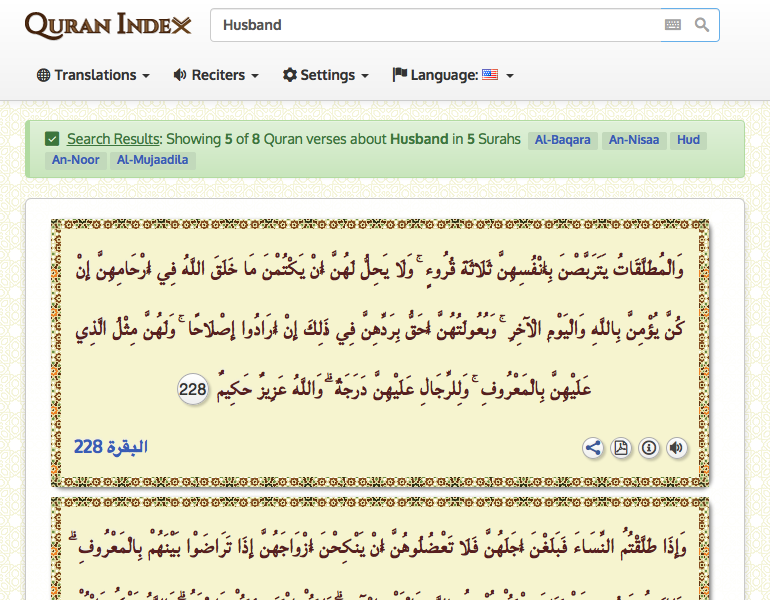 QURAN INDEX
Husband
Translations Reciters Settings Language:
Search Results: Showing 5 of 8 Quran verses about Husband in 5 Surahs Al-Baqara An-Nisaa Hud
An-Noor Al-Mujaadila
وَالْمُطَلَّقَاتُ يَتَرَبَّصْنَ بِأَنْفُسِهِنَّ ثَلَاثَةَ قُرُوءٍ ۚ وَلَا يَحِلُّ لَهُنَّ أَنْ يَكْتُمْنَ مَا خَلَقَ اللَّهُ فِي أَرْحَامِهِنَّ إِنْ
كُنَّ يُؤْمِنَّ بِاللَّهِ وَالْيَوْمِ الْآخِرِ ۚ وَبُعُولَتُهُنَّ أَحَقُّ بِرَدِّهِنَّ فِي ذَلِكَ إِنْ أَرَادُوا إِصْلَاحًا ۚ وَلَهُنَّ مِثْلُ الَّذِي
عَلَيْهِنَّ بِالْمَعْرُوفِ ۚ وَلِلرِّجَالِ عَلَيْهِنَّ دَرَجَةٌ ۗ وَاللَّهُ عَزِيزٌ حَكِيمٌ 228
البقرة 228
وَإِذَا طَلَّقْتُمُ النِّسَاءَ فَبَلَغْنَ أَجَلَهُنَّ فَلَا تَعْضُلُوهُنَّ أَنْ يَنْكِحْنَ أَزْوَاجَهُنَّ إِذَا تَرَاضَوْا بَيْنَهُمْ بِالْمَعْرُوفِ ۗ